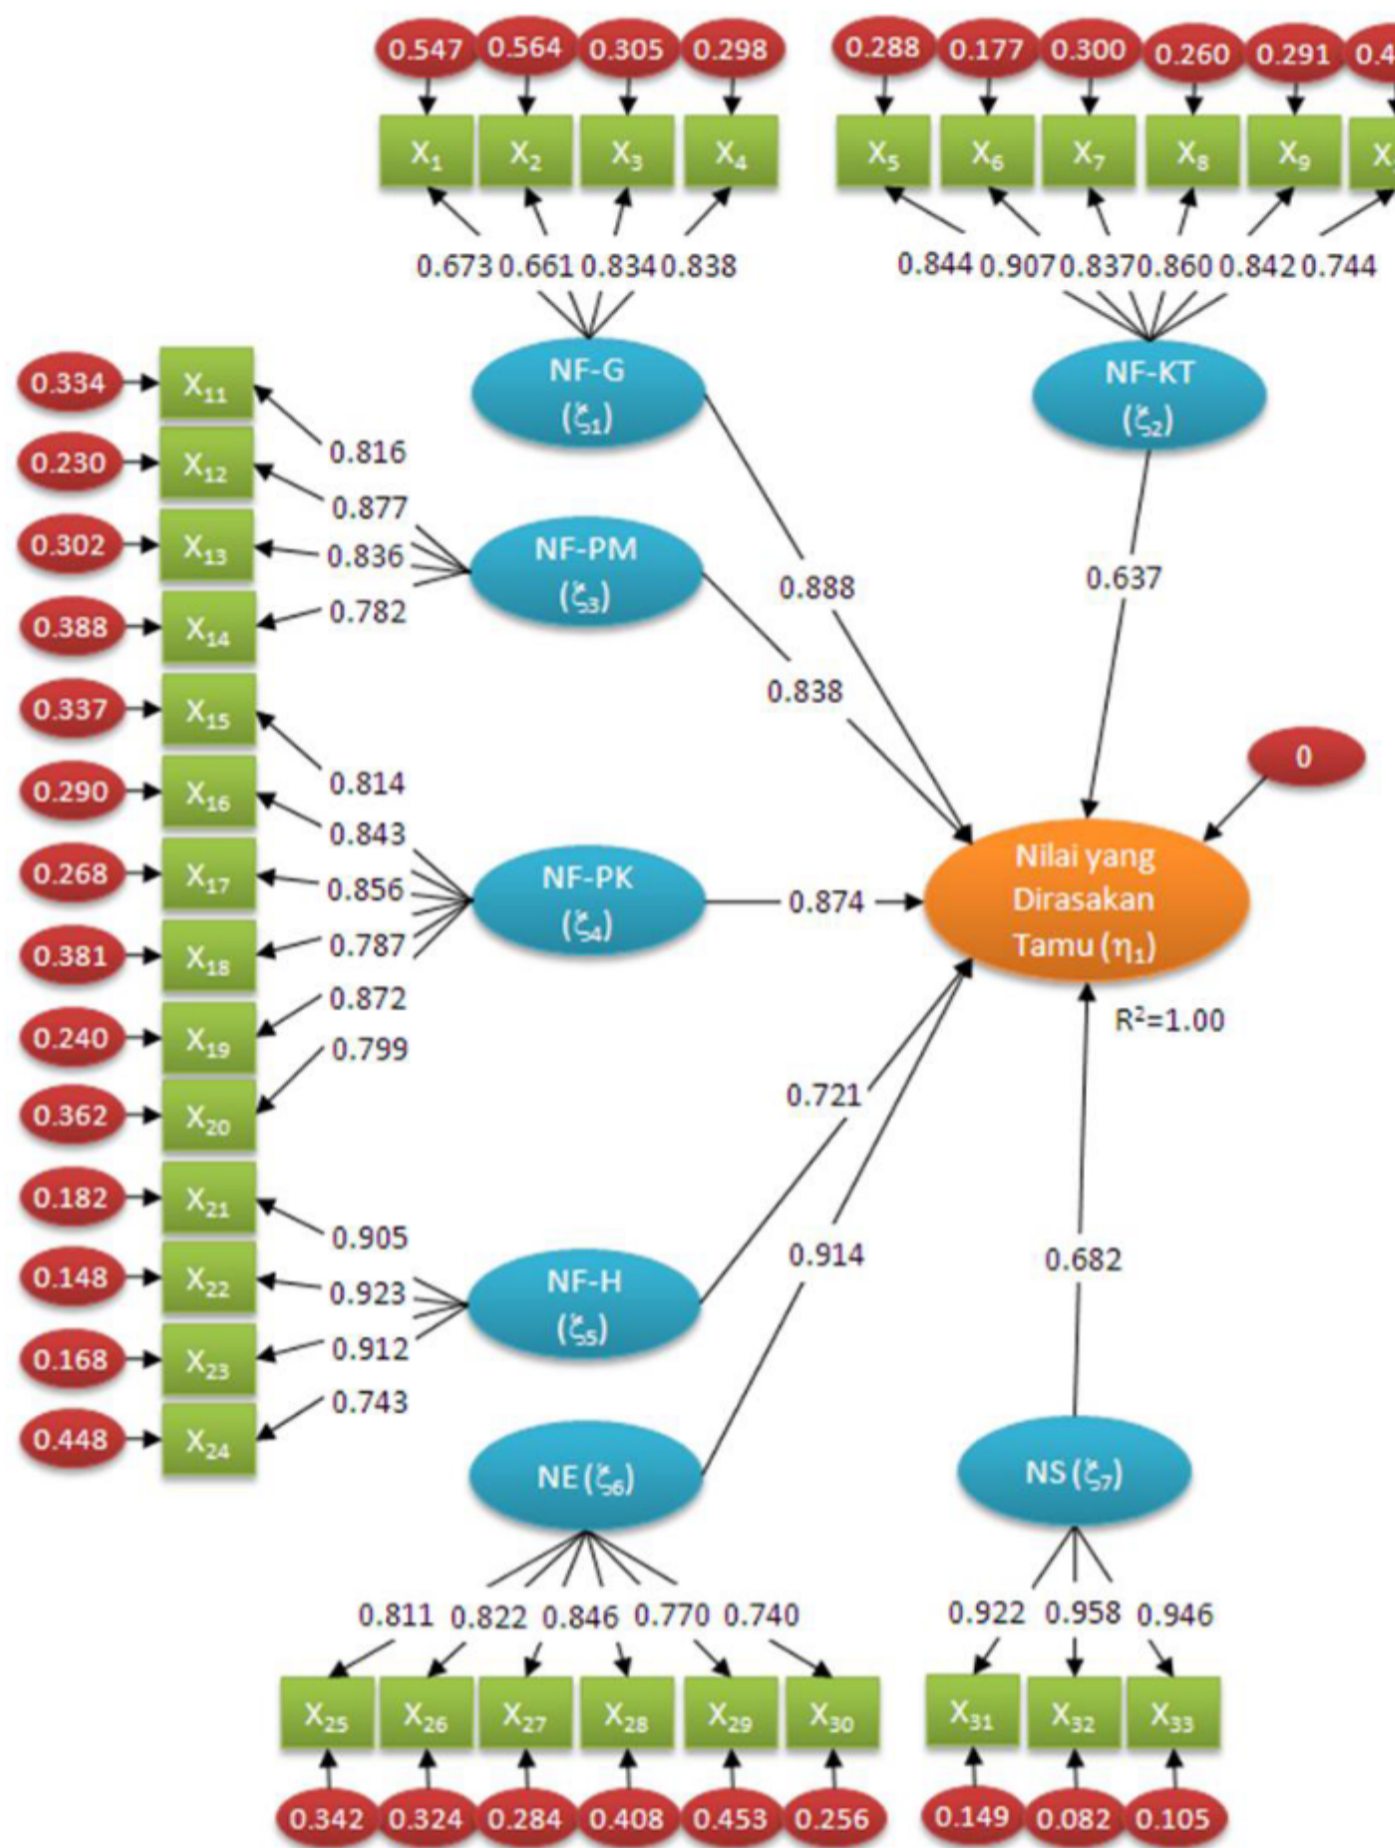 0.547 0.564 0.305 0.298 0.288 0.177 0.300 0.260 0.291
X₁ X₂ X₃ X₄ X₅ X₆ X₇ X₈ X₉
0.673 0.661 0.834 0.838 0.844 0.907 0.837 0.860 0.842 0.744
NF-G
(ζ₁)
NF-KT
(ζ₂)
0.334 X₁₁
0.816
0.230 X₁₂
0.877
0.302 X₁₃
0.836
0.388 X₁₄
0.782
NF-PM
(ζ₃)
0.888
0.637
0.838
0.337 X₁₅
0.814
0.290 X₁₆
0.843
0.268 X₁₇
0.856
0.381 X₁₈
0.787
0.240 X₁₉
0.872
0.799
0.362 X₂₀
NF-PK
(ζ₄)
0.874
0
Nilai yang
Dirasakan
Tamu (η₁)
R²=1.00
0.721
0.914
0.682
0.182 X₂₁
0.905
0.148 X₂₂
0.923
0.168 X₂₃
0.912
0.743
0.448 X₂₄
NF-H
(ζ₅)
NE (ζ₆)
NS (ζ₇)
0.811 0.822 0.846 0.770 0.740 0.922 0.958 0.946
X₂₅ X₂₆ X₂₇ X₂₈ X₂₉ X₃₀ X₃₁ X₃₂ X₃₃
0.342 0.324 0.284 0.408 0.453 0.256 0.149 0.082 0.105